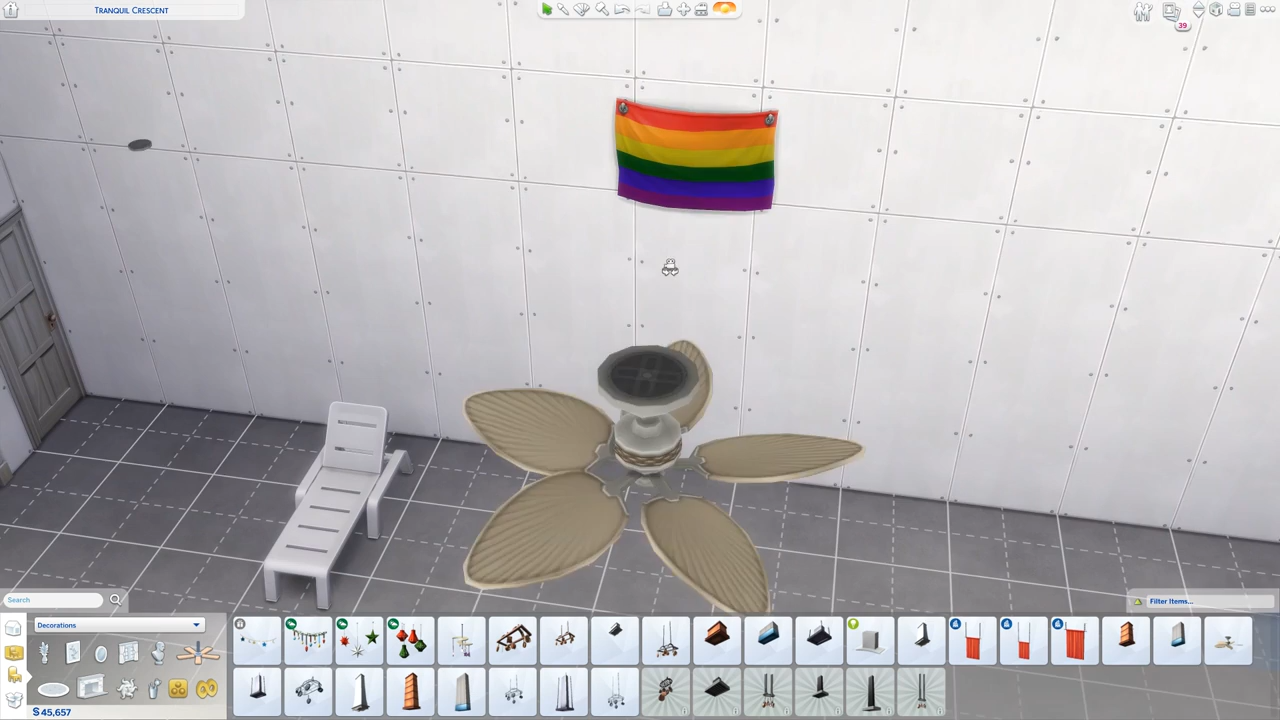 TRANQUIL CRESCENT
39
Search
Filter Items...
Decorations
$45,657